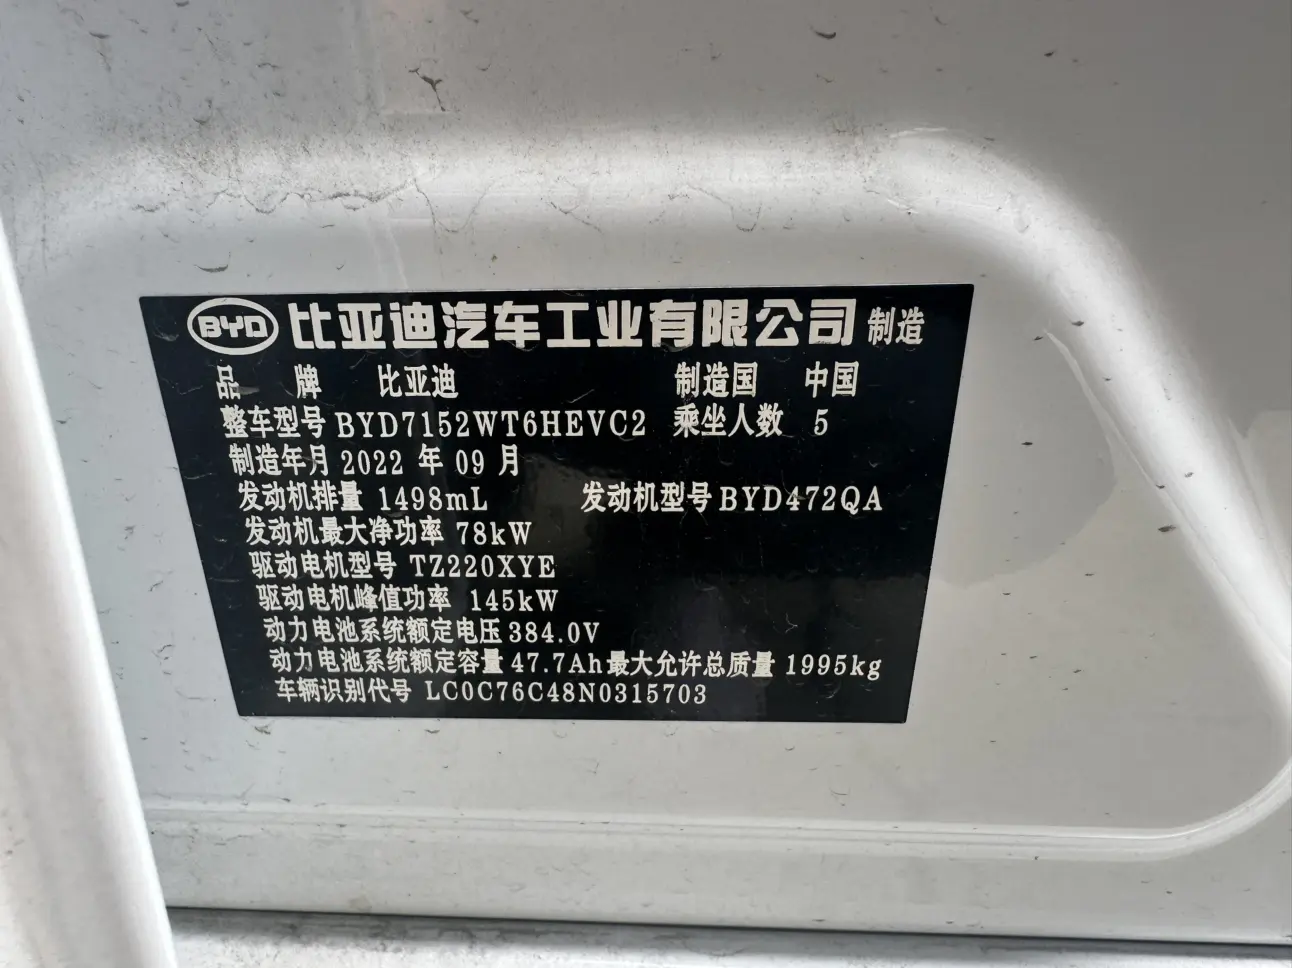 BYD 比亚迪汽车工业有限公司 制造
品 牌 比亚迪 制造国 中国
整车型号 BYD7152WT6HEVC2 乘坐人数 5
制造年月 2022 年 09 月
发动机排量 1498mL 发动机型号 BYD472QA
发动机最大净功率 78kW
驱动电机型号 TZ220XYE
驱动电机峰值功率 145kW
动力电池系统额定电压 384.0V
动力电池系统额定容量 47.7Ah 最大允许总质量 1995kg
车辆识别代号 LC0C76C48N0315703